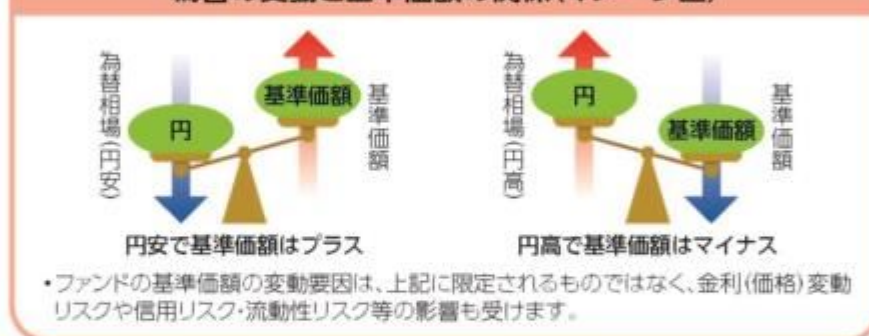 為替相場(円安)
円
基準価額
基準価額
為替相場(円高)
円
基準価額
基準価額
円安で基準価額はプラス
円高で基準価額はマイナス
・ファンドの基準価額の変動要因は、上記に限定されるものではなく、金利(価格)変動
リスクや信用リスク・流動性リスク等の影響も受けます。